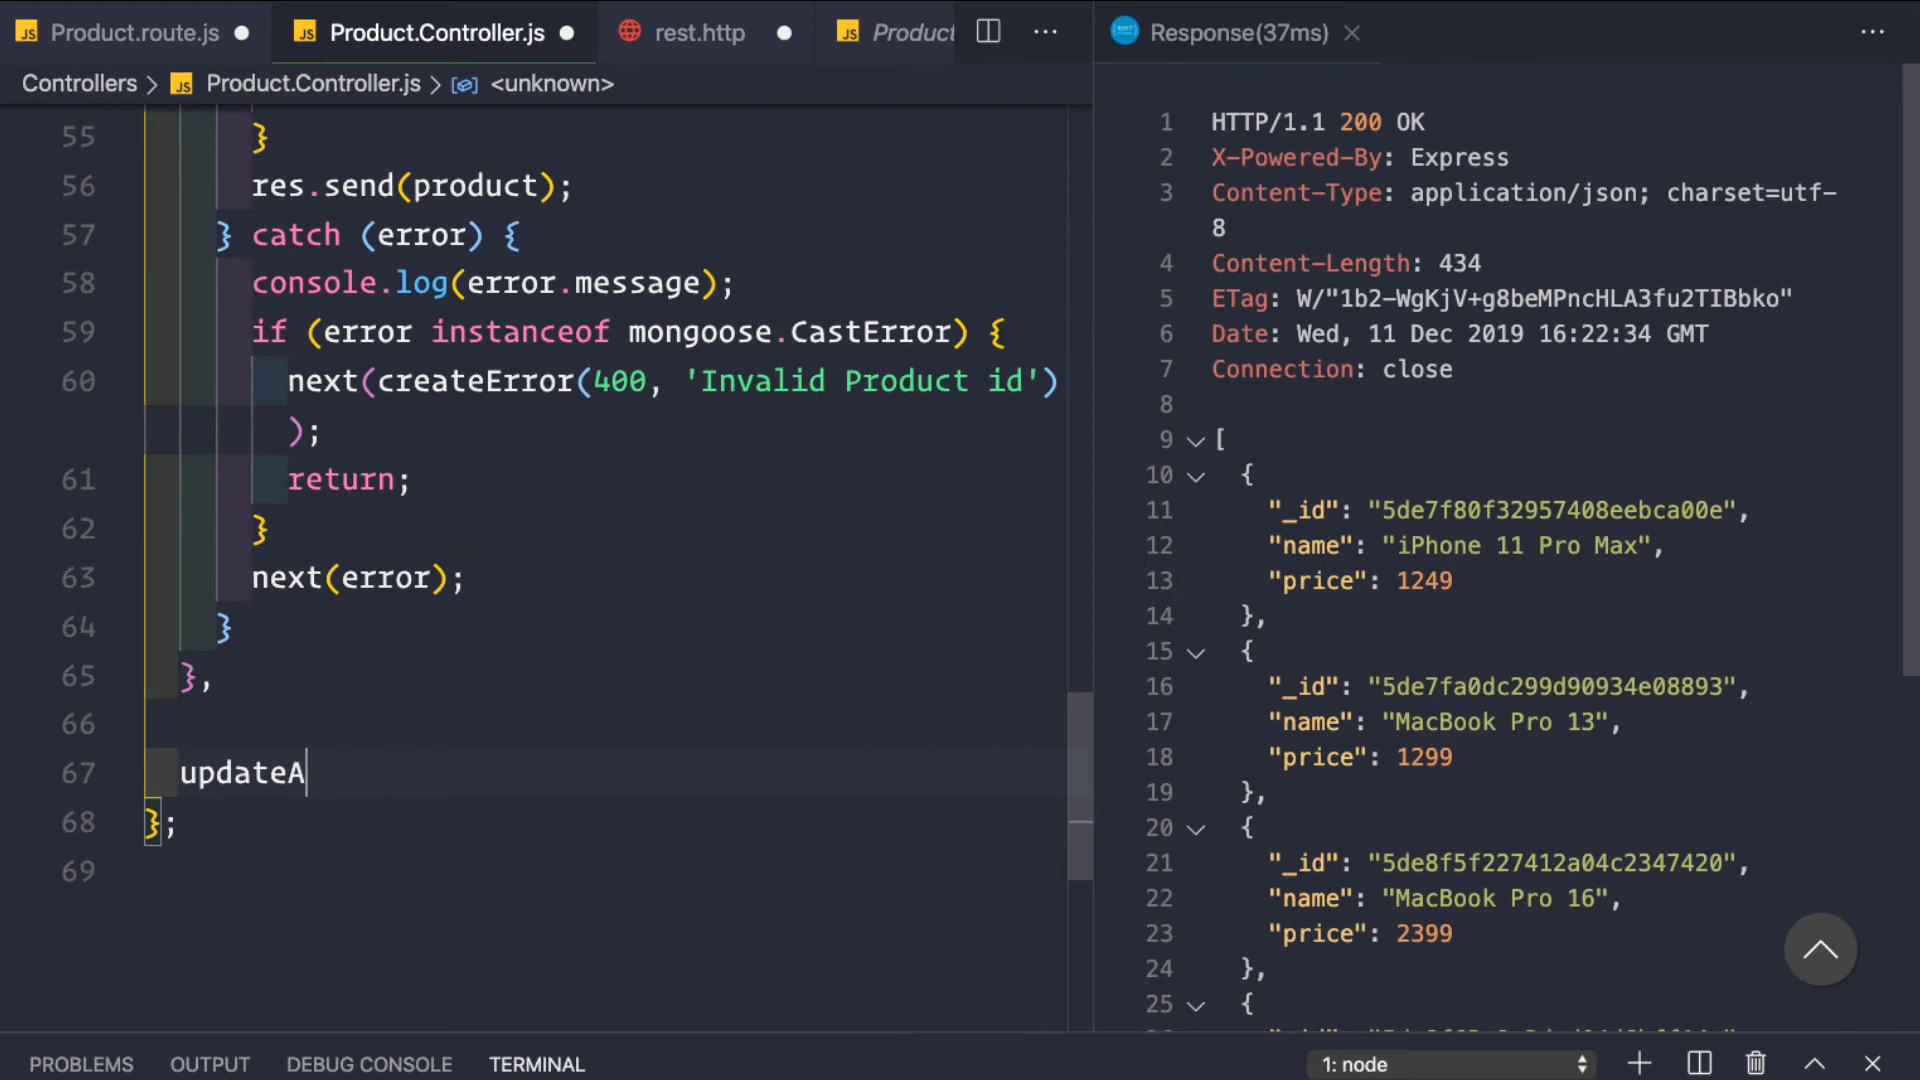 JS Product.route.js
JS Product.Controller.js
rest.http
JS Product
Response(37ms)
Controllers > JS Product.Controller.js > <unknown>
55 }
56 res.send(product);
57 } catch (error) {
58 console.log(error.message);
59 if (error instanceof mongoose.CastError) {
60 next(createError(400, 'Invalid Product id')
);
61 return;
62 }
63 next(error);
64 }
65 },
66
67 updateA
68 };
69
1 HTTP/1.1 200 OK
2 X-Powered-By: Express
3 Content-Type: application/json; charset=utf-
8
4 Content-Length: 434
5 ETag: W/"1b2-WgKjV+g8beMPncHLA3fu2TIBbko"
6 Date: Wed, 11 Dec 2019 16:22:34 GMT
7 Connection: close
8
9 [
10 {
11 "_id": "5de7f80f32957408eebca00e",
12 "name": "iPhone 11 Pro Max",
13 "price": 1249
14 },
15 {
16 "_id": "5de7fa0dc299d90934e08893",
17 "name": "MacBook Pro 13",
18 "price": 1299
19 },
20 {
21 "_id": "5de8f5f227412a04c2347420",
22 "name": "MacBook Pro 16",
23 "price": 2399
24 },
25 {
PROBLEMS OUTPUT DEBUG CONSOLE TERMINAL
1: node